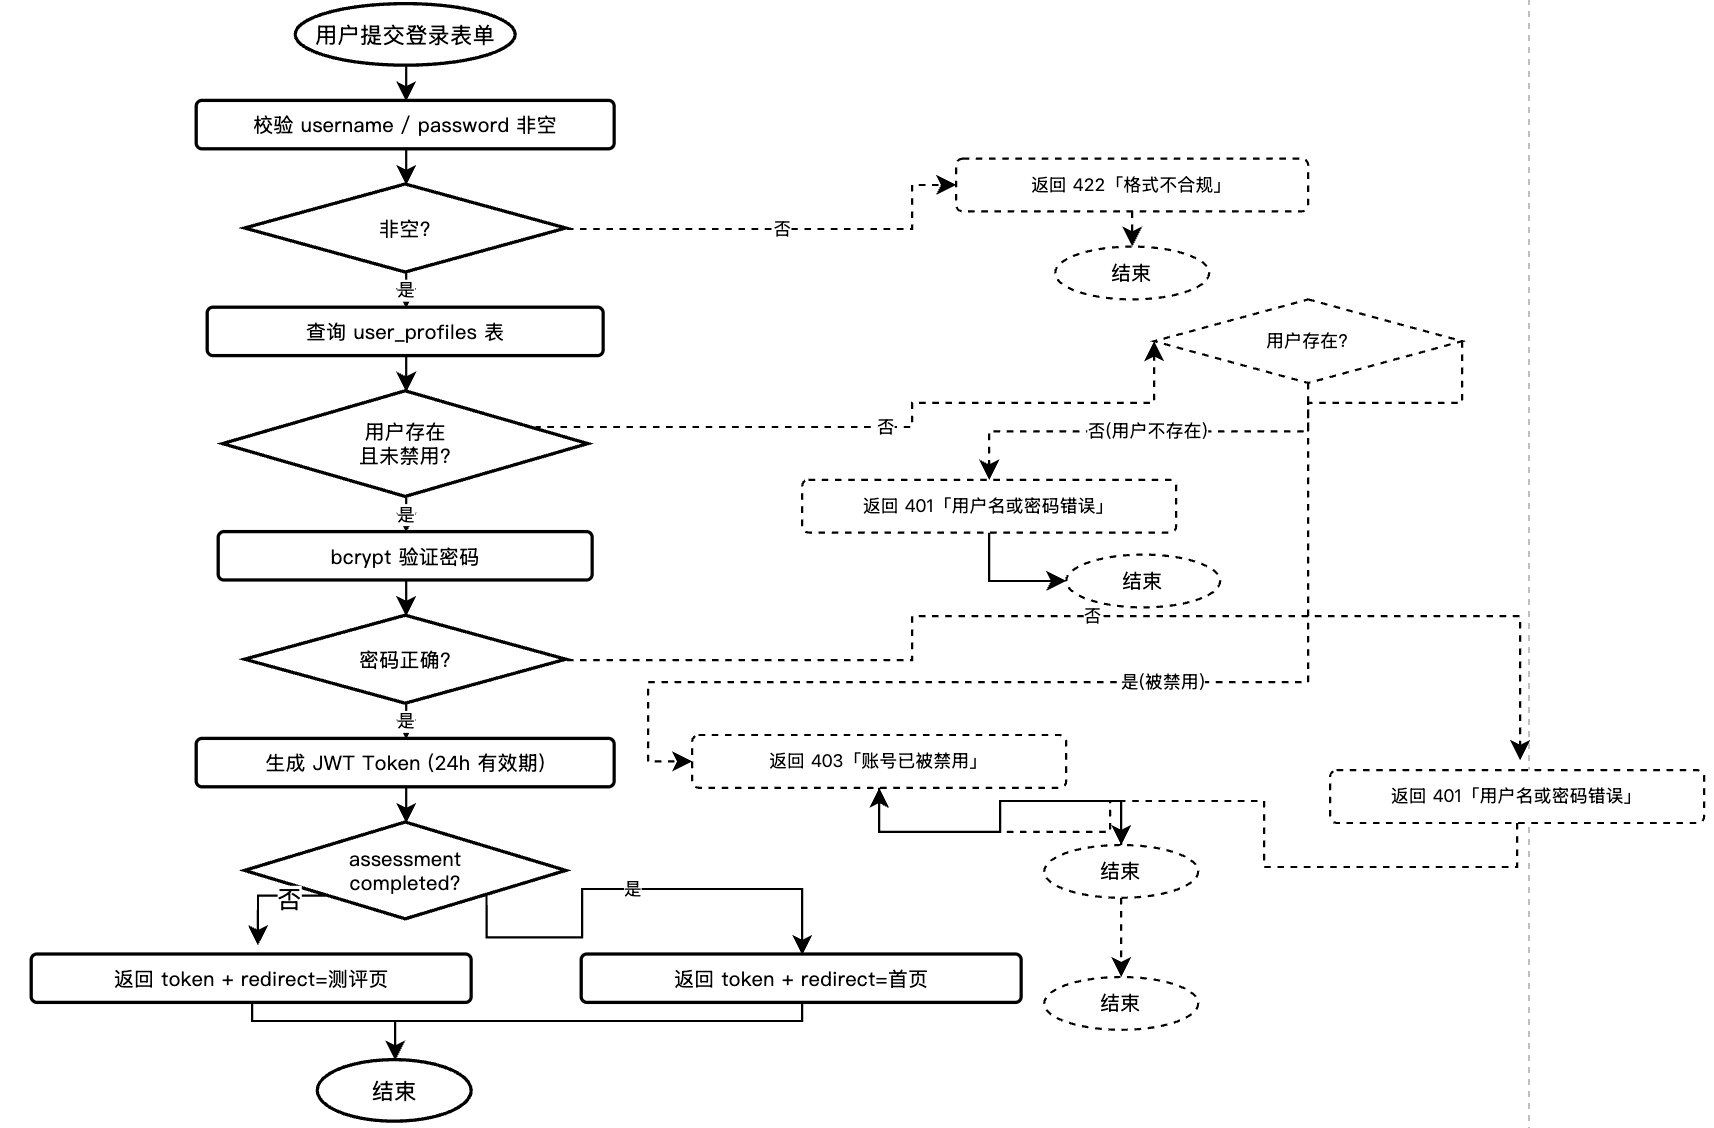 用户提交登录表单
校验 username / password 非空
返回 422「格式不合规」
非空?
否
结束
是
查询 user_profiles 表
用户存在?
用户存在
且未禁用?
否
否(用户不存在)
返回 401「用户名或密码错误」
是
bcrypt 验证密码
结束
否
密码正确?
是(被禁用)
是
生成 JWT Token (24h 有效期)
返回 403「账号已被禁用」
返回 401「用户名或密码错误」
assessment
completed?
结束
否
是
返回 token + redirect=测评页
返回 token + redirect=首页
结束
结束